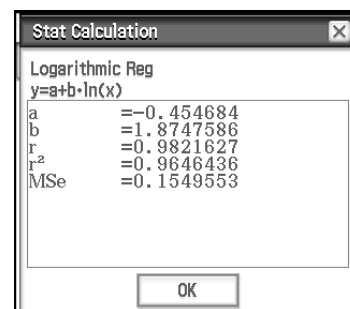 Stat Calculation
Logarithmic Reg
y=a+b·ln(x)
a =-0.454684
b =1.8747586
r =0.9821627
r² =0.9646436
MSe =0.1549553
OK